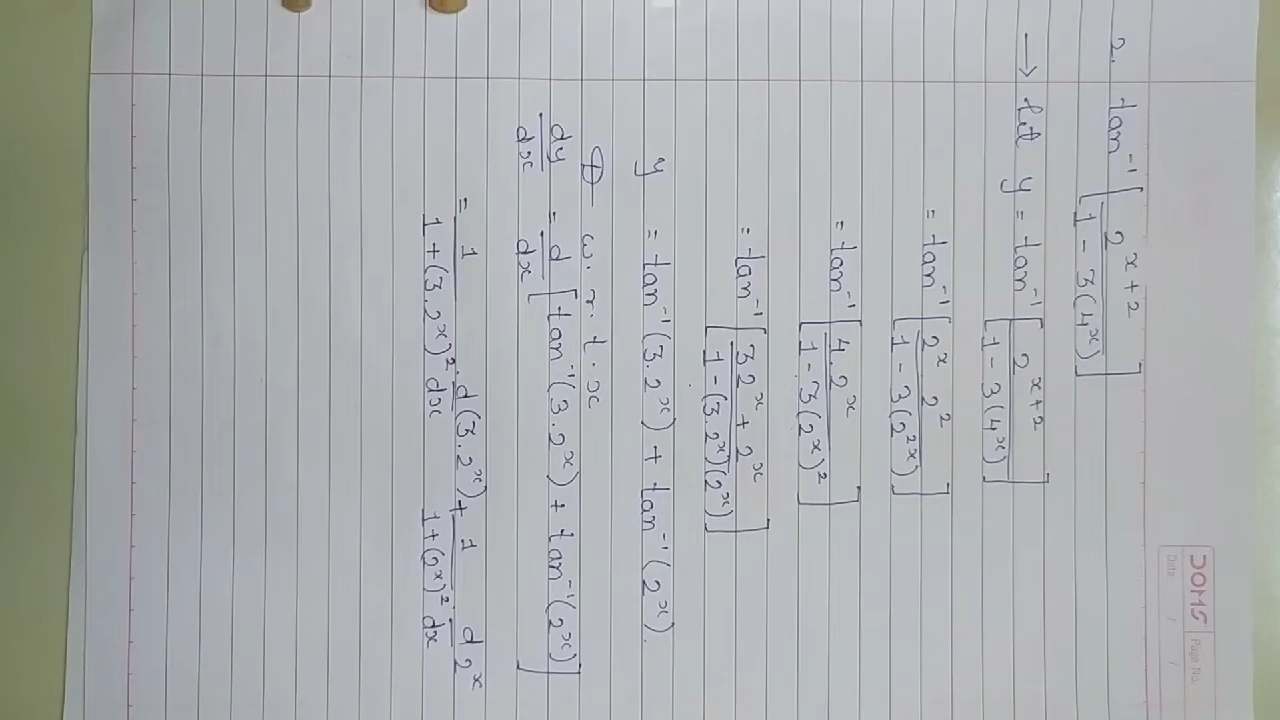 DOMS
Page No.
Date / /
2. tan⁻¹ [ 2^(x+2) / 1 - 3(4^x) ]
→ Let y = tan⁻¹ [ 2^(x+2) / 1 - 3(4^x) ]
= tan⁻¹ [ 2^x 2^2 / 1 - 3(2^(2x)) ]
= tan⁻¹ [ 4.2^x / 1 - 3(2^x)² ]
= tan⁻¹ [ 3 2^x + 2^x / 1 - (3.2^x)(2^x) ]
y = tan⁻¹(3.2^x) + tan⁻¹(2^x).
D w.r.t.x
dy/dx = d/dx [ tan⁻¹(3.2^x) + tan⁻¹(2^x) ]
= 1 / 1 + (3.2^x)² . d(3.2^x) / dx + 1 / 1 + (2^x)² . d 2^x / dx